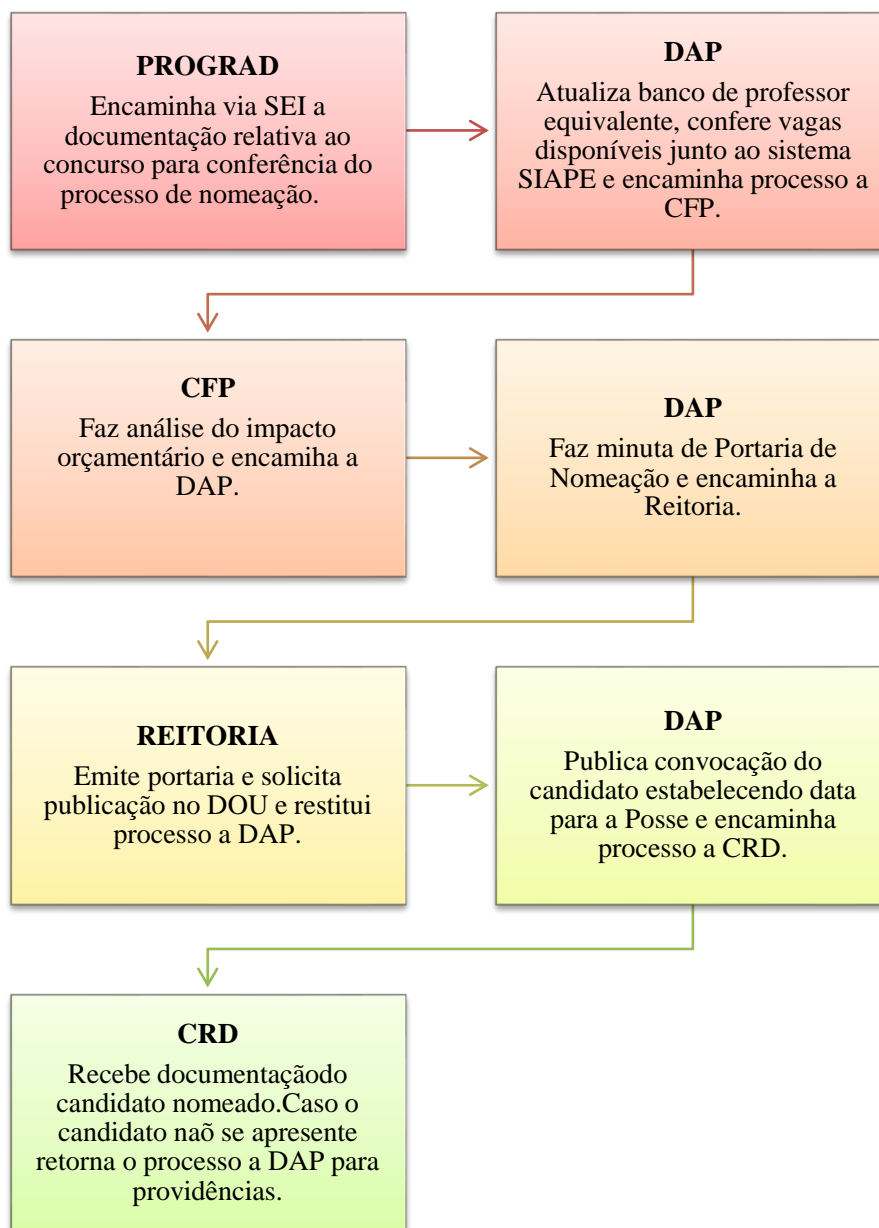 PROGRAD
Encaminha via SEI a
documentação relativa ao
concurso para conferência do
processo de nomeação.
DAP
Atualiza banco de professor
equivalente, confere vagas
disponíveis junto ao sistema
SIAPE e encaminha processo a
CFP.
CFP
Faz análise do impacto
orçamentário e encamiha a
DAP.
DAP
Faz minuta de Portaria de
Nomeação e encaminha a
Reitoria.
REITORIA
Emite portaria e solicita
publicação no DOU e restitui
processo a DAP.
DAP
Publica convocação do
candidato estabelecendo data
para a Posse e encaminha
processo a CRD.
CRD
Recebe documentaçãodo
candidato nomeado.Caso o
candidato naõ se apresente
retorna o processo a DAP para
providências.